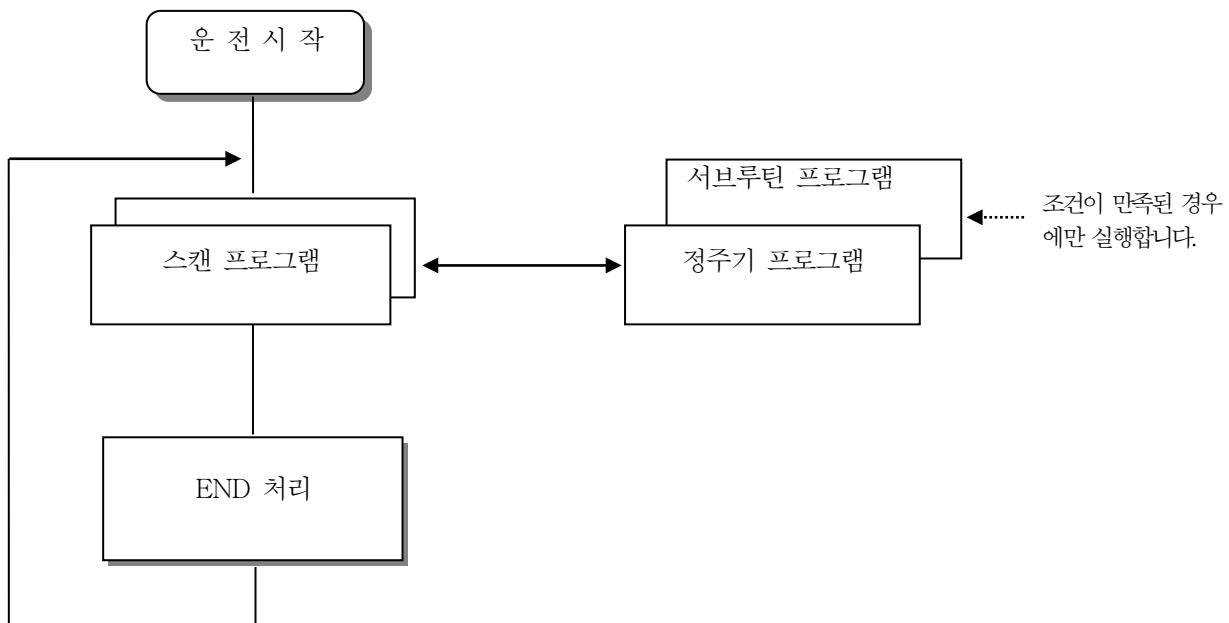 운 전 시 작
서브루틴 프로그램
조건이 만족된 경우
에만 실행합니다.
스캔 프로그램
정주기 프로그램
END 처리